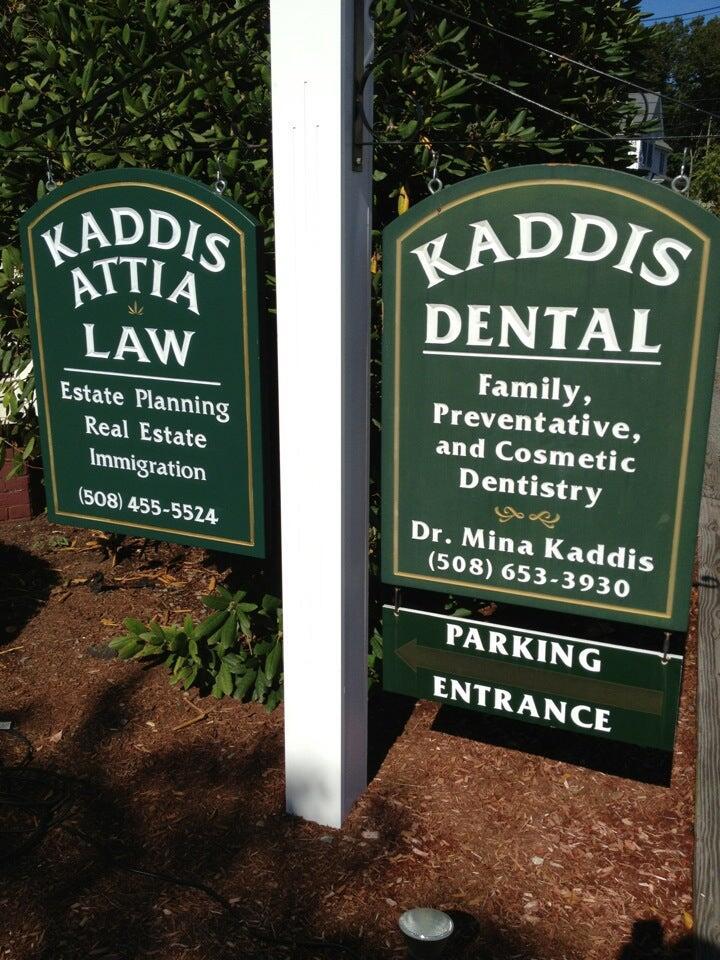 KADDIS
ATTIA
LAW
Estate Planning
Real Estate
Immigration
(508) 455-5524
KADDIS
DENTAL
Family,
Preventative,
and Cosmetic
Dentistry
Dr. Mina Kaddis
(508) 653-3930
PARKING
ENTRANCE